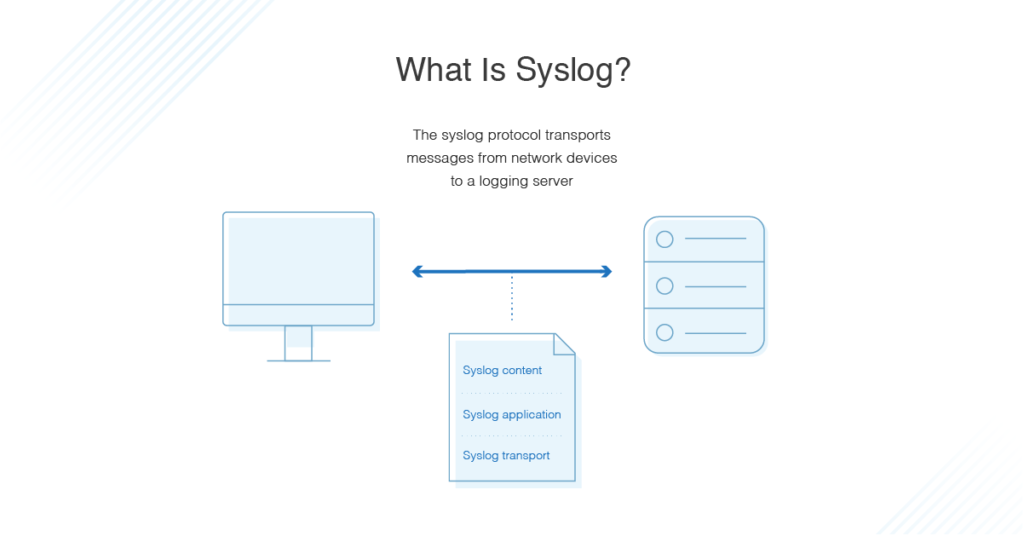 What Is Syslog?
The syslog protocol transports
messages from network devices
to a logging server
Syslog content
Syslog application
Syslog transport